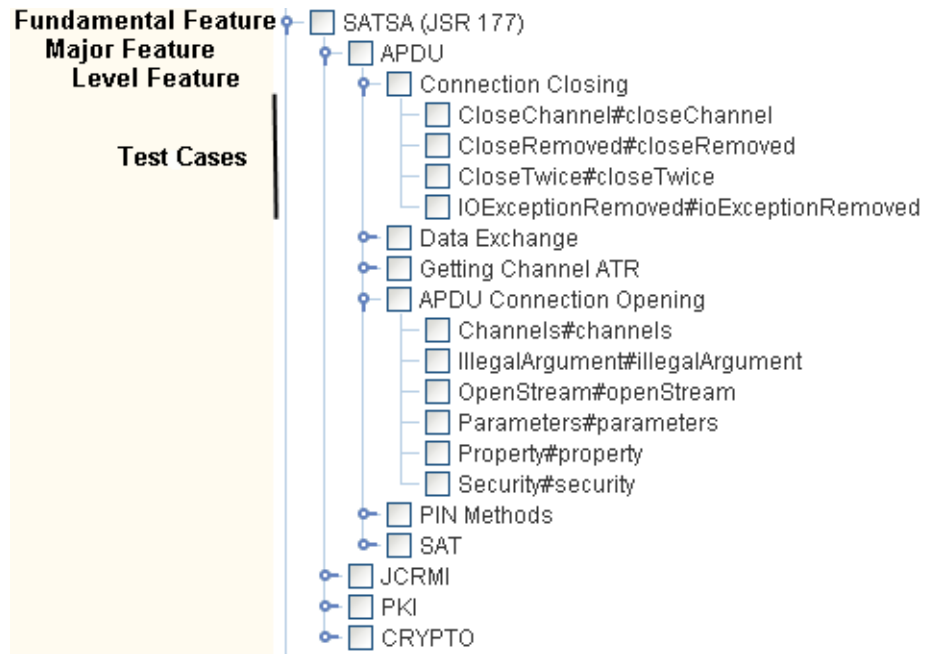 Fundamental Feature SATSA (JSR 177)
Major Feature APDU
Level Feature Connection Closing
CloseChannel#closeChannel
CloseRemoved#closeRemoved
Test Cases CloseTwice#closeTwice
IOExceptionRemoved#ioExceptionRemoved
Data Exchange
Getting Channel ATR
APDU Connection Opening
Channels#channels
IllegalArgument#illegalArgument
OpenStream#openStream
Parameters#parameters
Property#property
Security#security
PIN Methods
SAT
JCRMI
PKI
CRYPTO